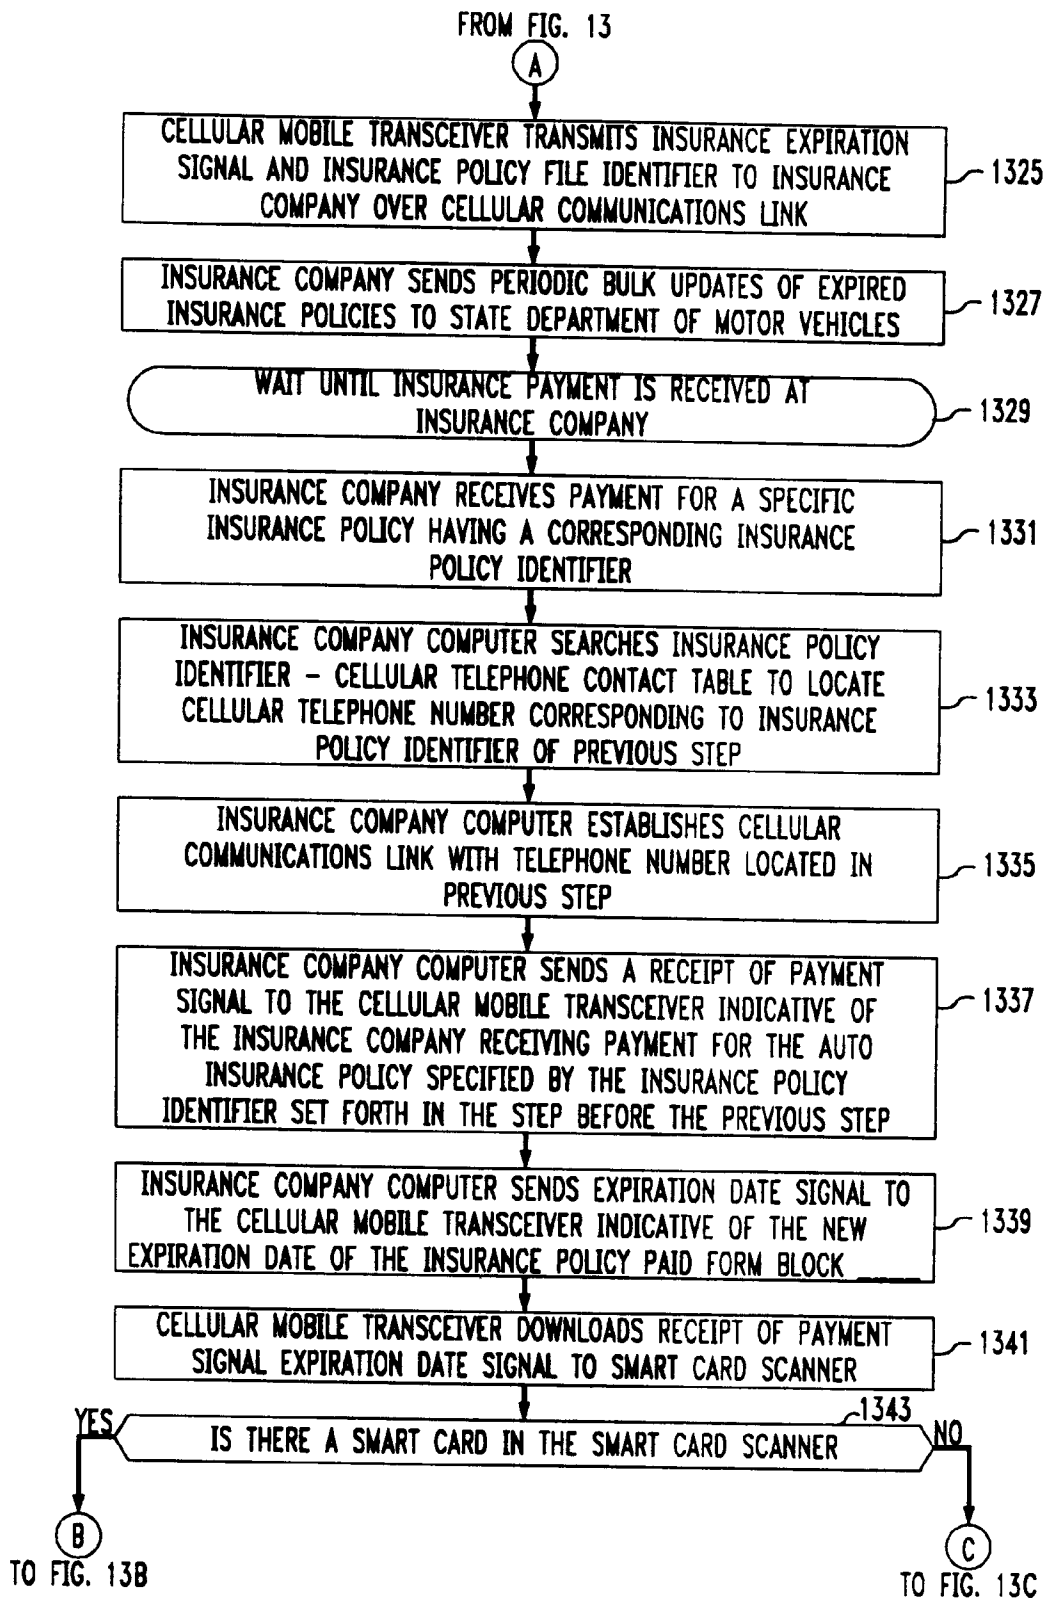 FROM FIG. 13
A
CELLULAR MOBILE TRANSCEIVER TRANSMITS INSURANCE EXPIRATION
SIGNAL AND INSURANCE POLICY FILE IDENTIFIER TO INSURANCE
COMPANY OVER CELLULAR COMMUNICATIONS LINK
1325
INSURANCE COMPANY SENDS PERIODIC BULK UPDATES OF EXPIRED
INSURANCE POLICIES TO STATE DEPARTMENT OF MOTOR VEHICLES
1327
WAIT UNTIL INSURANCE PAYMENT IS RECEIVED AT
INSURANCE COMPANY
1329
INSURANCE COMPANY RECEIVES PAYMENT FOR A SPECIFIC
INSURANCE POLICY HAVING A CORRESPONDING INSURANCE
POLICY IDENTIFIER
1331
INSURANCE COMPANY COMPUTER SEARCHES INSURANCE POLICY
IDENTIFIER – CELLULAR TELEPHONE CONTACT TABLE TO LOCATE
CELLULAR TELEPHONE NUMBER CORRESPONDING TO INSURANCE
POLICY IDENTIFIER OF PREVIOUS STEP
1333
INSURANCE COMPANY COMPUTER ESTABLISHES CELLULAR
COMMUNICATIONS LINK WITH TELEPHONE NUMBER LOCATED IN
PREVIOUS STEP
1335
INSURANCE COMPANY COMPUTER SENDS A RECEIPT OF PAYMENT
SIGNAL TO THE CELLULAR MOBILE TRANSCEIVER INDICATIVE OF
THE INSURANCE COMPANY RECEIVING PAYMENT FOR THE AUTO
INSURANCE POLICY SPECIFIED BY THE INSURANCE POLICY
IDENTIFIER SET FORTH IN THE STEP BEFORE THE PREVIOUS STEP
1337
INSURANCE COMPANY COMPUTER SENDS EXPIRATION DATE SIGNAL TO
THE CELLULAR MOBILE TRANSCEIVER INDICATIVE OF THE NEW
EXPIRATION DATE OF THE INSURANCE POLICY PAID FORM BLOCK ____
1339
CELLULAR MOBILE TRANSCEIVER DOWNLOADS RECEIPT OF PAYMENT
SIGNAL EXPIRATION DATE SIGNAL TO SMART CARD SCANNER
1341
1343
YES
IS THERE A SMART CARD IN THE SMART CARD SCANNER
NO
B
TO FIG. 13B
C
TO FIG. 13C